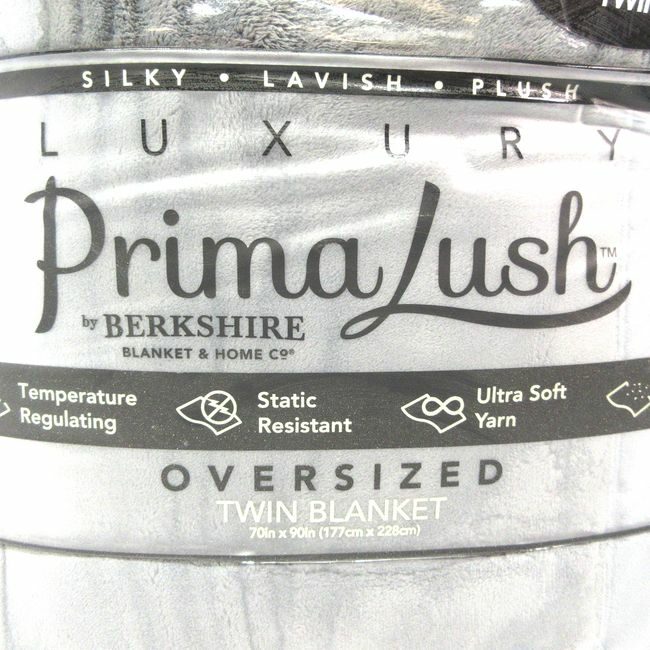 TWIN
SILKY • LAVISH • PLUSH
LUXURY
PrimaLush™
by BERKSHIRE
BLANKET & HOME Cº®
Temperature Regulating
Static Resistant
Ultra Soft Yarn
OVERSIZED
TWIN BLANKET
70In x 90In (177cm x 228cm)